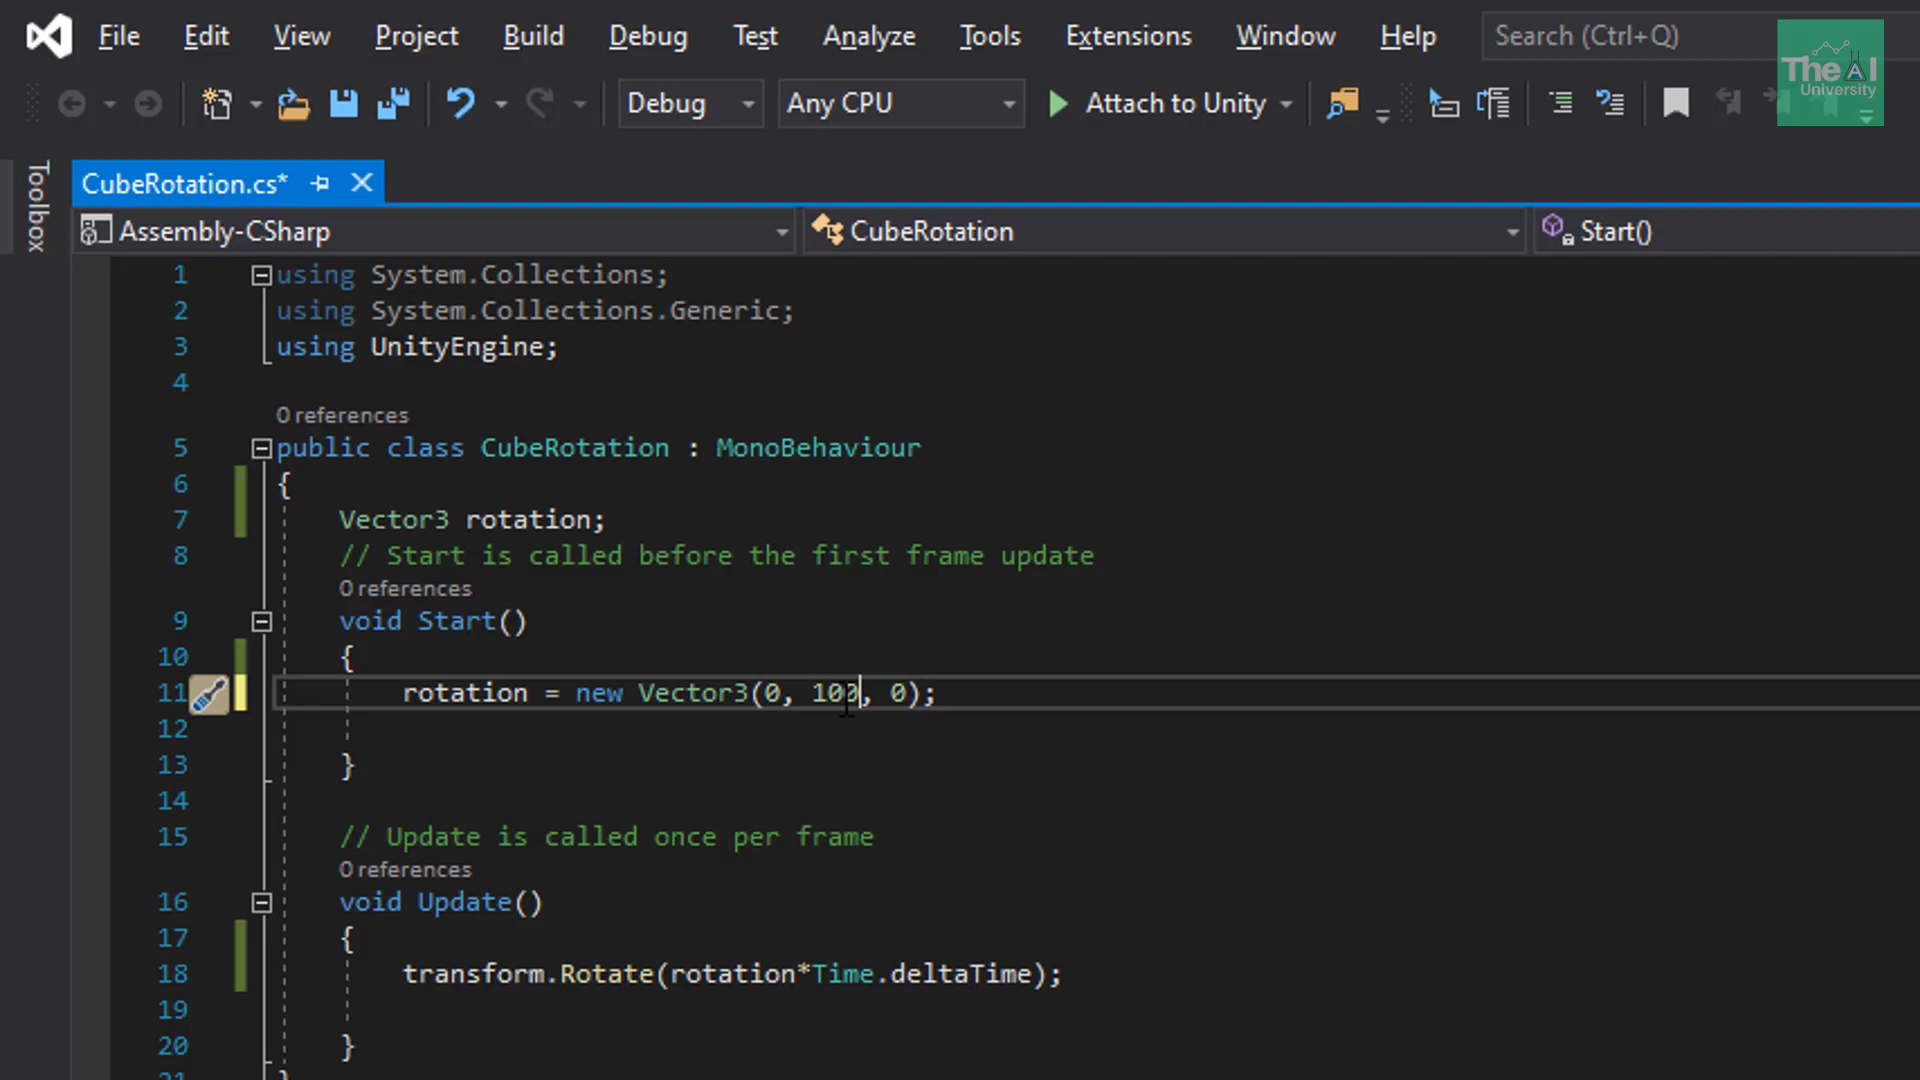 File Edit View Project Build Debug Test Analyze Tools Extensions Window Help Search (Ctrl+Q)
TheAI University
Debug Any CPU Attach to Unity
Toolbox
CubeRotation.cs*
Assembly-CSharp CubeRotation Start()
1 using System.Collections;
2 using System.Collections.Generic;
3 using UnityEngine;
4
0 references
5 public class CubeRotation : MonoBehaviour
6 {
7 Vector3 rotation;
8 // Start is called before the first frame update
0 references
9 void Start()
10 {
11 rotation = new Vector3(0, 100, 0);
12
13 }
14
15 // Update is called once per frame
0 references
16 void Update()
17 {
18 transform.Rotate(rotation*Time.deltaTime);
19
20 }
21 }